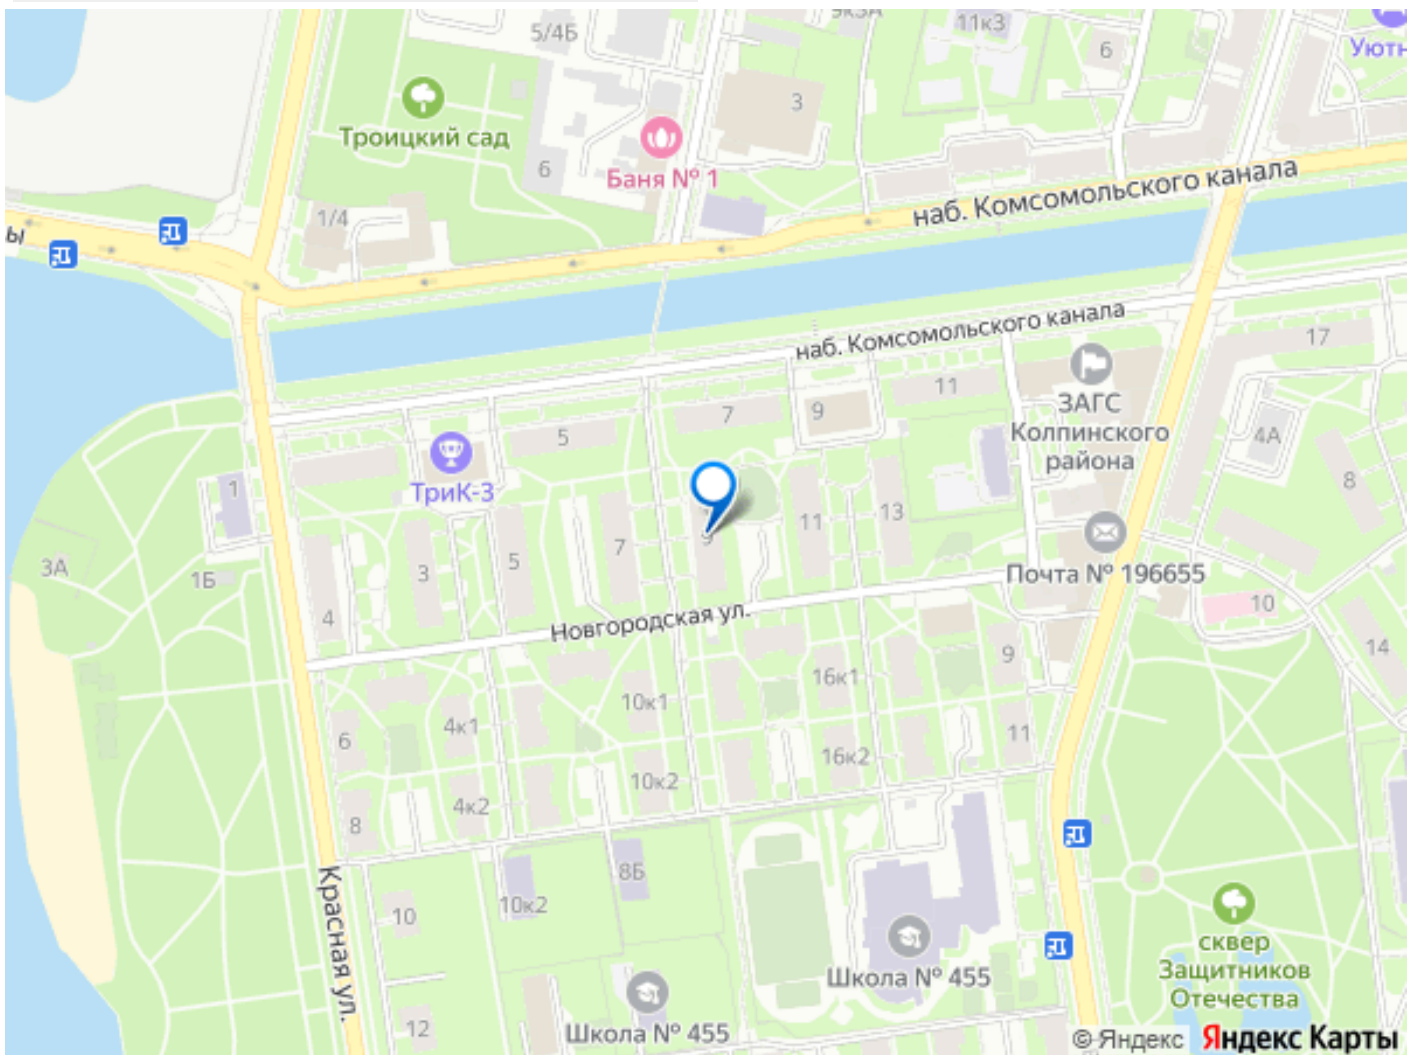 5/4Б
9к3А
11к3
6
Уютн
Троицкий сад
3
6
Баня № 1
1/4
наб. Комсомольского канала
ы
наб. Комсомольского канала
17
ЗАГС
Колпинского
района
11
7
9
5
4А
8
ТриК-3
1
11
13
9
7
5
3
3А
1Б
4
Почта № 196655
10
Новгородская ул.
14
9
16к1
10к1
4к1
6
11
16к2
10к2
4к2
8
8Б
10к2
10
Красная ул.
Школа № 455
сквер
Защитников
Отечества
12
Школа № 455
© Яндекс Яндекс Карты